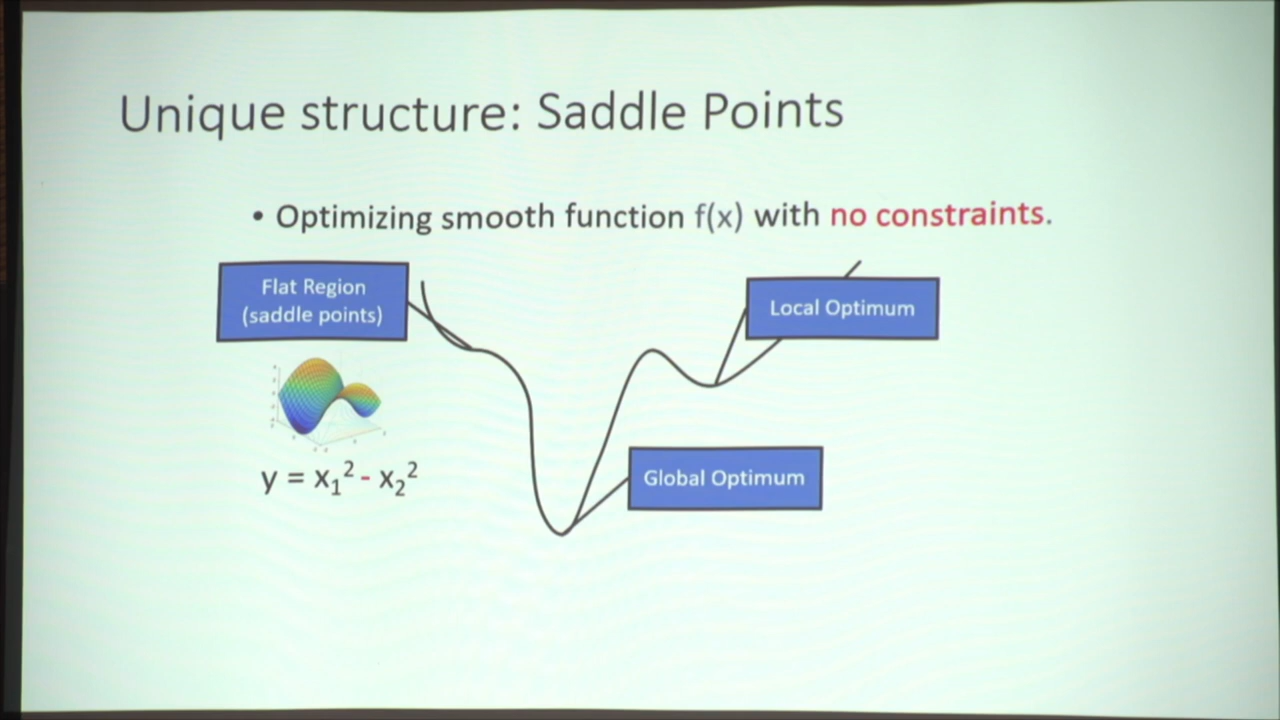 Unique structure: Saddle Points
• Optimizing smooth function f(x) with no constraints.
Flat Region
(saddle points)
Local Optimum
y = x₁² - x₂²
Global Optimum